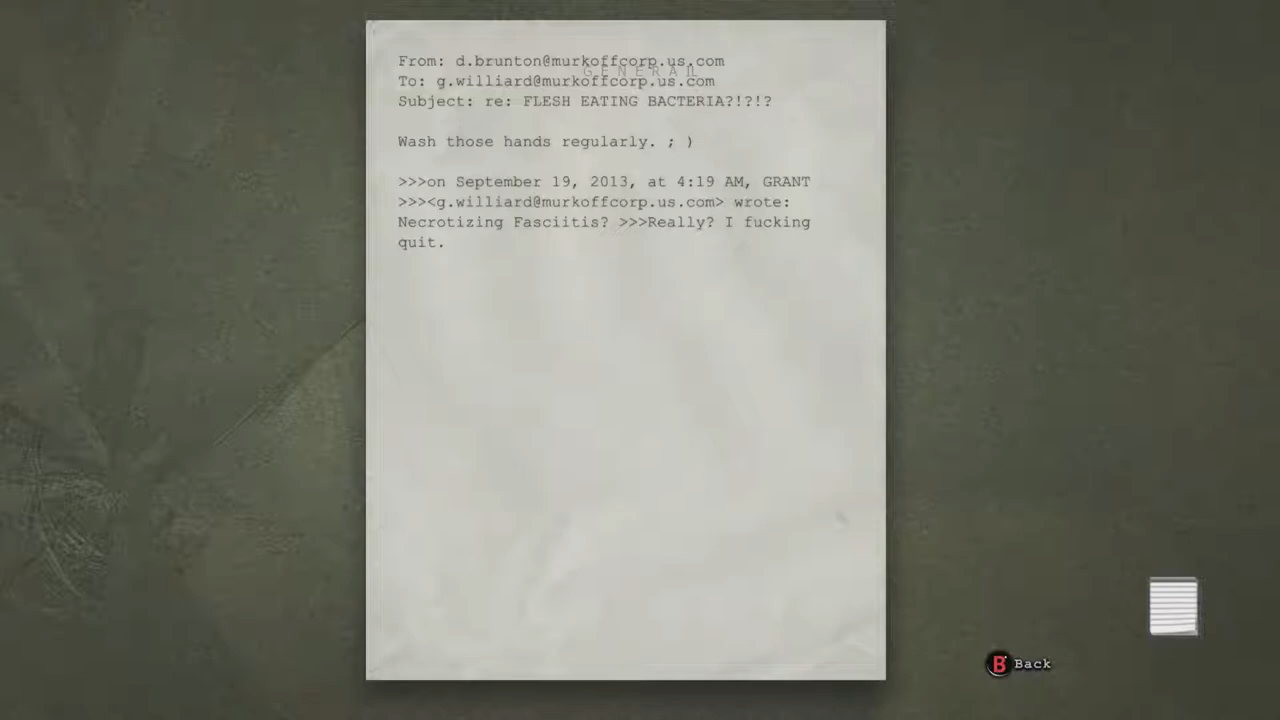 From: d.brunton@murkoffcorp.us.com
GENERAL
To: g.williard@murkoffcorp.us.com
Subject: re: FLESH EATING BACTERIA?!?!?
Wash those hands regularly. ; )
>>>on September 19, 2013, at 4:19 AM, GRANT
>>><g.williard@murkoffcorp.us.com> wrote:
Necrotizing Fasciitis? >>>Really? I fucking
quit.
B Back